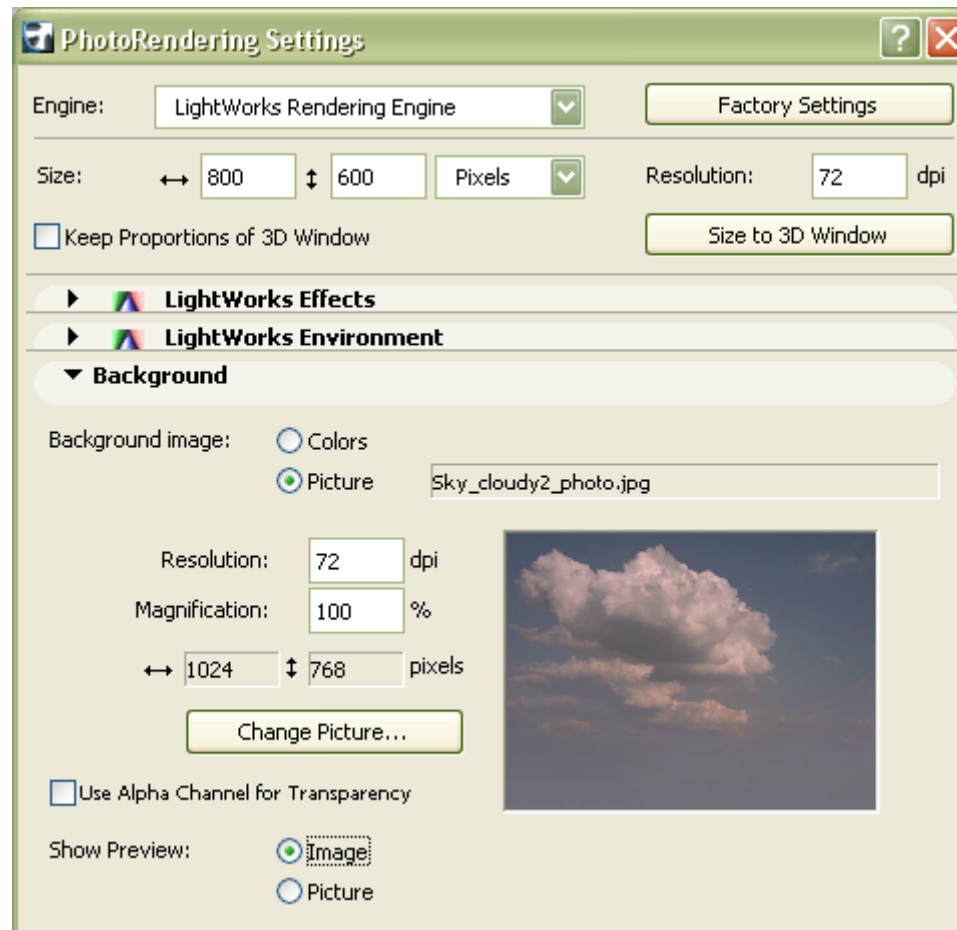 PhotoRendering Settings
?
Engine: LightWorks Rendering Engine Factory Settings
Size: 800 600 Pixels Resolution: 72 dpi
Keep Proportions of 3D Window Size to 3D Window
LightWorks Effects
LightWorks Environment
Background
Background image: Colors
Picture Sky_cloudy2_photo.jpg
Resolution: 72 dpi
Magnification: 100 %
1024 768 pixels
Change Picture...
Use Alpha Channel for Transparency
Show Preview: Image
Picture